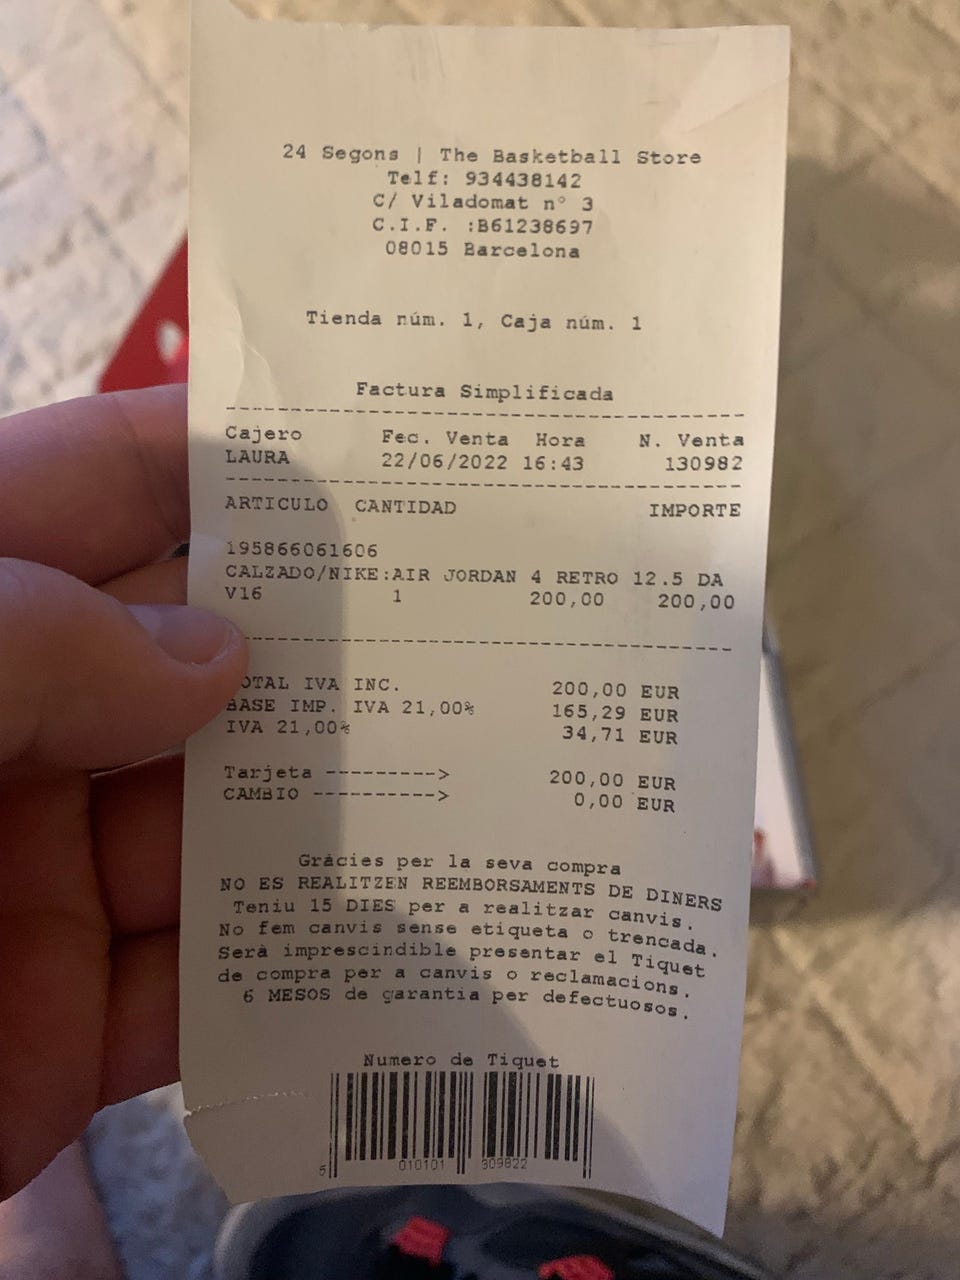 24 Segons | The Basketball Store
Telf: 934438142
C/ Viladomat n° 3
C.I.F. :B61238697
08015 Barcelona
Tienda núm. 1, Caja núm. 1
Factura Simplificada
Cajero Fec. Venta Hora N. Venta
LAURA 22/06/2022 16:43 130982
ARTICULO CANTIDAD IMPORTE
195866061606
CALZADO/NIKE:AIR JORDAN 4 RETRO 12.5 DA
V16 1 200,00 200,00
OTAL IVA INC. 200,00 EUR
BASE IMP. IVA 21,00% 165,29 EUR
IVA 21,00% 34,71 EUR
Tarjeta ---------> 200,00 EUR
CAMBIO ----------> 0,00 EUR
Gràcies per la seva compra
NO ES REALITZEN REEMBORSAMENTS DE DINERS
Teniu 15 DIES per a realitzar canvis.
No fem canvis sense etiqueta o trencada.
Serà imprescindible presentar el Tiquet
de compra per a canvis o reclamacions.
6 MESOS de garantia per defectuosos.
Numero de Tiquet
5 010101 309822